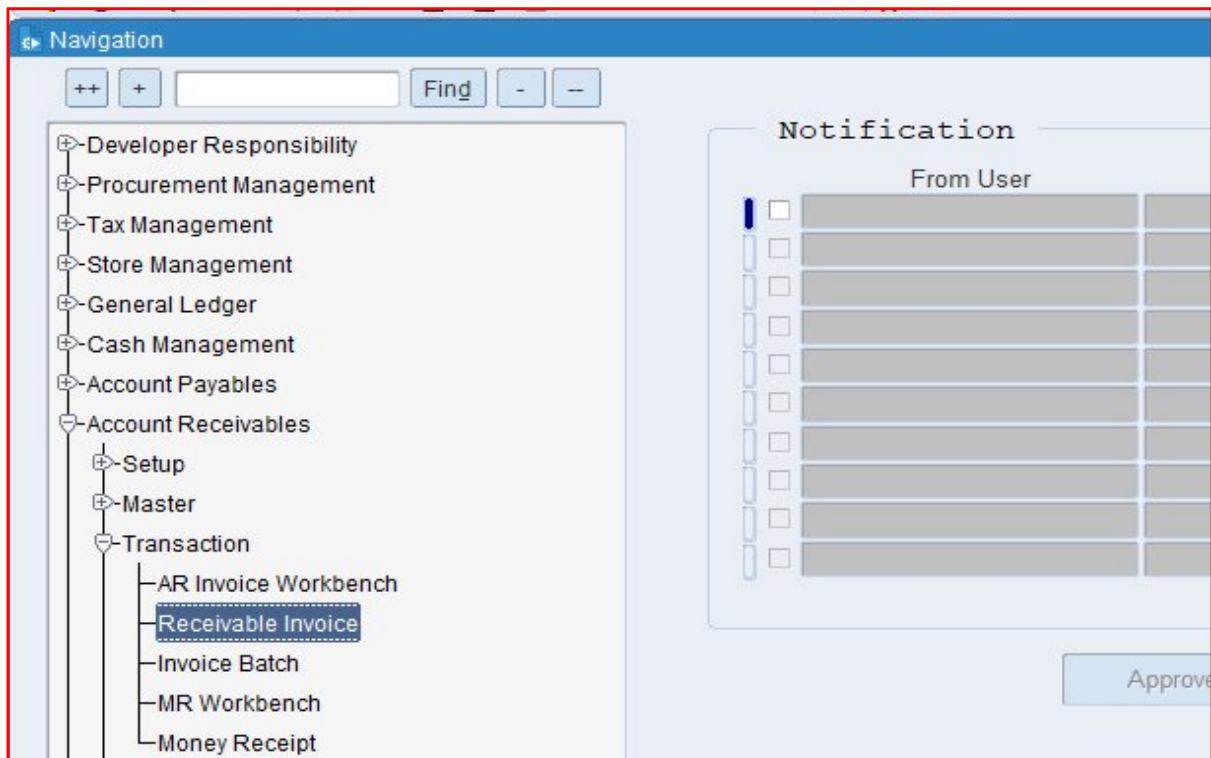 Navigation
++ + Find - --
Developer Responsibility
Procurement Management
Tax Management
Store Management
General Ledger
Cash Management
Account Payables
Account Receivables
Setup
Master
Transaction
AR Invoice Workbench
Receivable Invoice
Invoice Batch
MR Workbench
Money Receipt
Notification
From User
Approve